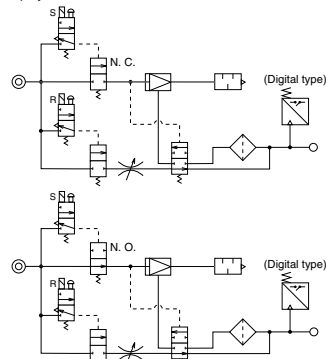 S
N. C.
(Digital type)
R
S
N. O.
(Digital type)
R